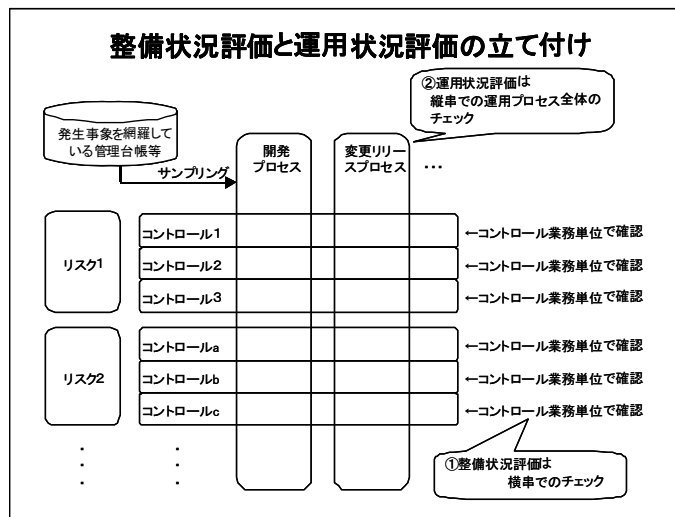 整備状況評価と運用状況評価の立て付け
②運用状況評価は
縦串での運用プロセス全体の
チェック
発生事象を網羅して
いる管理台帳等
サンプリング
開発
プロセス
変更リリー
スプロセス
…
リスク1
コントロール1
←コントロール業務単位で確認
コントロール2
←コントロール業務単位で確認
コントロール3
←コントロール業務単位で確認
リスク2
コントロールa
←コントロール業務単位で確認
コントロールb
←コントロール業務単位で確認
コントロールc
←コントロール業務単位で確認
①整備状況評価は
横串でのチェック